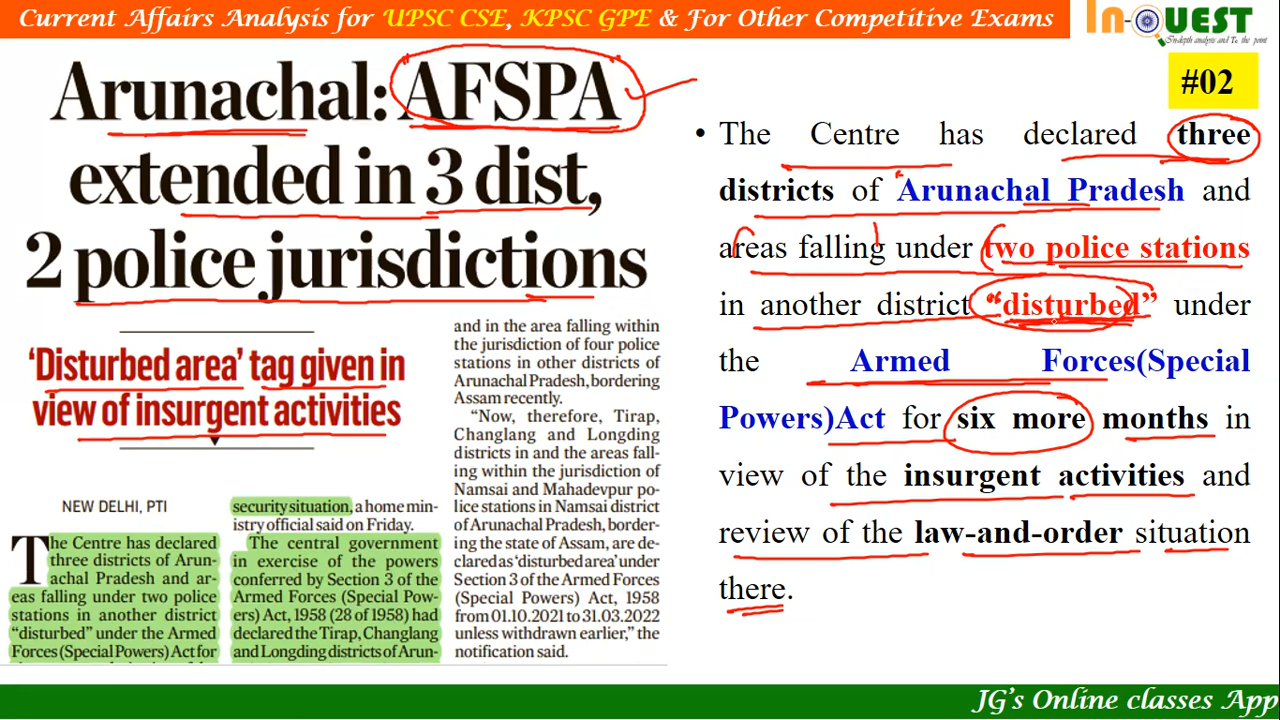 Current Affairs Analysis for UPSC CSE, KPSC GPE & For Other Competitive Exams
In-QUEST
In-depth analysis and To the point
#02
Arunachal: AFSPA
extended in 3 dist,
2 police jurisdictions
'Disturbed area' tag given in
view of insurgent activities
NEW DELHI, PTI
The Centre has declared
three districts of Arun-
achal Pradesh and ar-
eas falling under two police
stations in another district
"disturbed" under the Armed
Forces (Special Powers) Act for
security situation, a home min-
istry official said on Friday.
The central government
in exercise of the powers
conferred by Section 3 of the
Armed Forces (Special Pow-
ers) Act, 1958 (28 of 1958) had
declared the Tirap, Changlang
and Longding districts of Arun-
and in the area falling within
the jurisdiction of four police
stations in other districts of
Arunachal Pradesh, bordering
Assam recently.
"Now, therefore, Tirap,
Changlang and Longding
districts in and the areas fall-
ing within the jurisdiction of
Namsai and Mahadevpur po-
lice stations in Namsai district
of Arunachal Pradesh, border-
ing the state of Assam, are de-
clared as 'disturbed area' under
Section 3 of the Armed Forces
(Special Powers) Act, 1958
from 01.10.2021 to 31.03.2022
unless withdrawn earlier," the
notification said.
• The Centre has declared three
districts of Arunachal Pradesh and
areas falling under two police stations
in another district "disturbed" under
the Armed Forces(Special
Powers)Act for six more months in
view of the insurgent activities and
review of the law-and-order situation
there.
JG's Online classes App